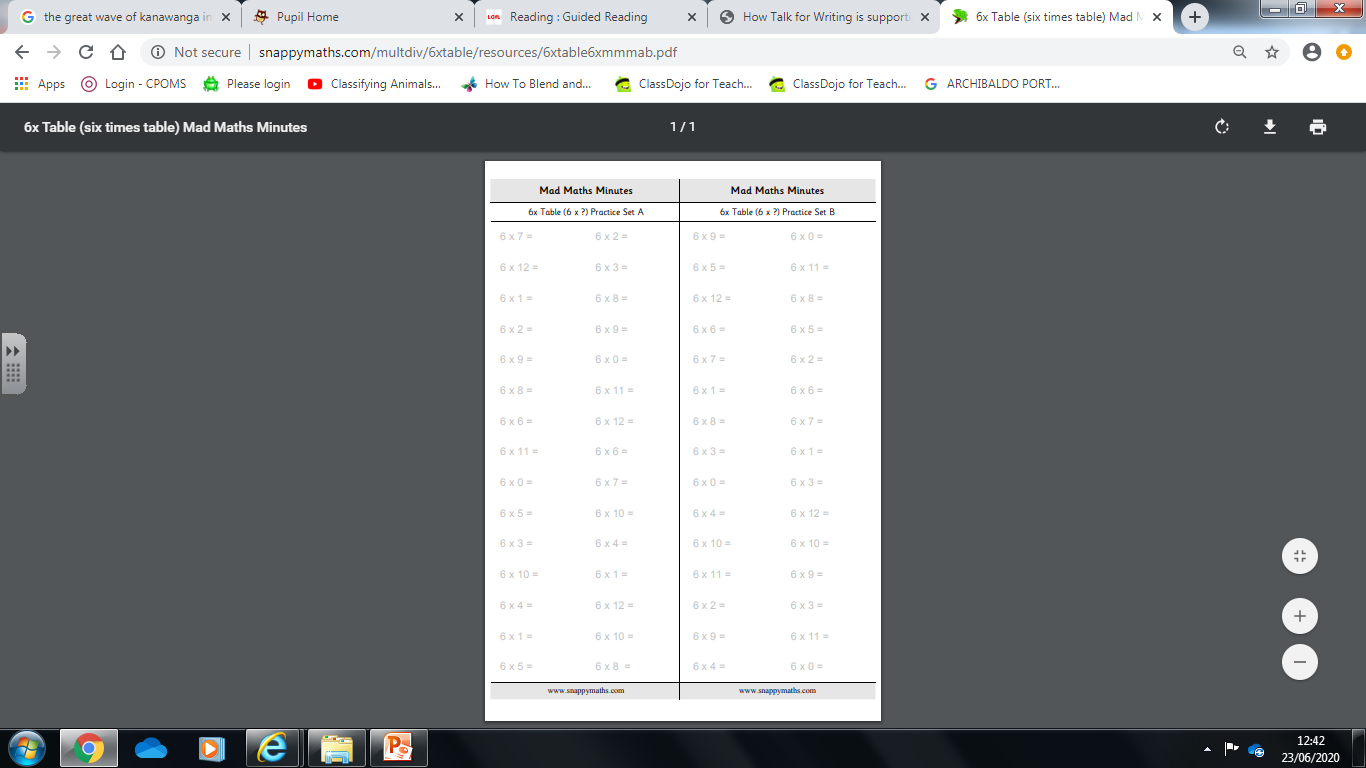 the great wave of kanawanga in
Pupil Home
LGfL
Reading : Guided Reading
How Talk for Writing is supporti
6x Table (six times table) Mad M
Not secure | snappymaths.com/multdiv/6xtable/resources/6xtable6xmmmab.pdf
Apps
Login - CPOMS
Please login
Classifying Animals...
How To Blend and...
ClassDojo for Teach...
ClassDojo for Teach...
ARCHIBALDO PORT...
6x Table (six times table) Mad Maths Minutes
1 / 1
Mad Maths Minutes
Mad Maths Minutes
6x Table (6 x ?) Practice Set A
6x Table (6 x ?) Practice Set B
6 x 7 = 6 x 2 = 6 x 9 = 6 x 0 =
6 x 12 = 6 x 3 = 6 x 5 = 6 x 11 =
6 x 1 = 6 x 8 = 6 x 12 = 6 x 8 =
6 x 2 = 6 x 9 = 6 x 6 = 6 x 5 =
6 x 9 = 6 x 0 = 6 x 7 = 6 x 2 =
6 x 8 = 6 x 11 = 6 x 1 = 6 x 6 =
6 x 6 = 6 x 12 = 6 x 8 = 6 x 7 =
6 x 11 = 6 x 6 = 6 x 3 = 6 x 1 =
6 x 0 = 6 x 7 = 6 x 0 = 6 x 3 =
6 x 5 = 6 x 10 = 6 x 4 = 6 x 12 =
6 x 3 = 6 x 4 = 6 x 10 = 6 x 10 =
6 x 10 = 6 x 1 = 6 x 11 = 6 x 9 =
6 x 4 = 6 x 12 = 6 x 2 = 6 x 3 =
6 x 1 = 6 x 10 = 6 x 9 = 6 x 11 =
6 x 5 = 6 x 8 = 6 x 4 = 6 x 0 =
www.snappymaths.com
www.snappymaths.com
12:42
23/06/2020